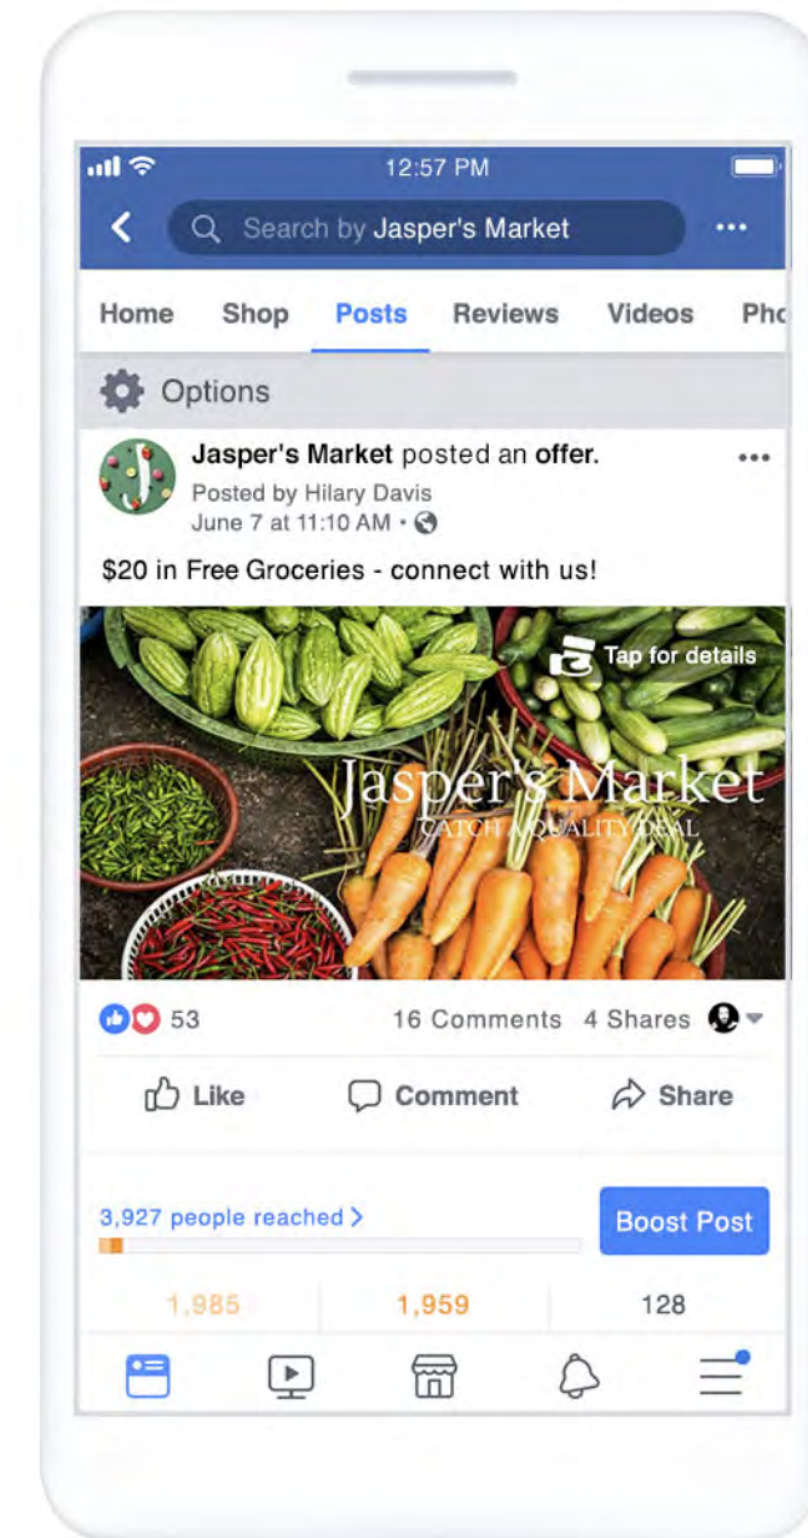 12:57 PM
Search by Jasper's Market
Home Shop Posts Reviews Videos Pho
Options
Jasper's Market posted an offer.
Posted by Hilary Davis
June 7 at 11:10 AM ·
$20 in Free Groceries - connect with us!
Tap for details
Jasper's Market
CATCH A QUALITY DEAL
53 16 Comments 4 Shares
Like Comment Share
3,927 people reached >
Boost Post
1,985 1,959 128